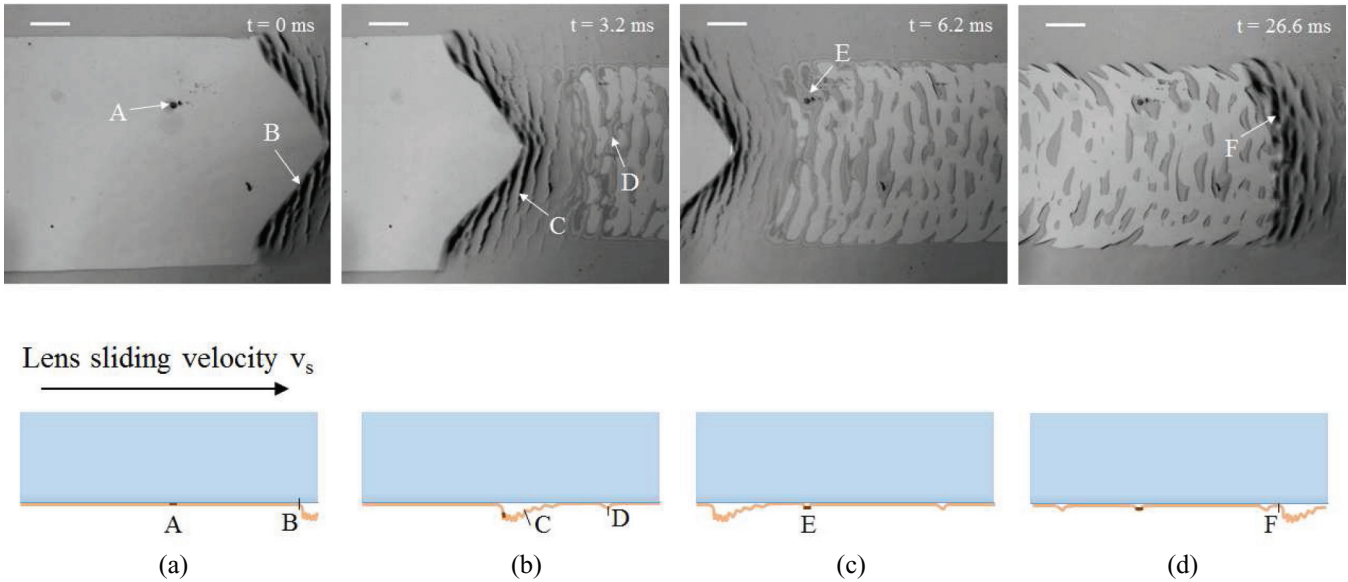 t = 0 ms
t = 3.2 ms
t = 6.2 ms
t = 26.6 ms
A
B
C
D
E
F
Lens sliding velocity vs
A
B
C
D
E
F
(a)
(b)
(c)
(d)